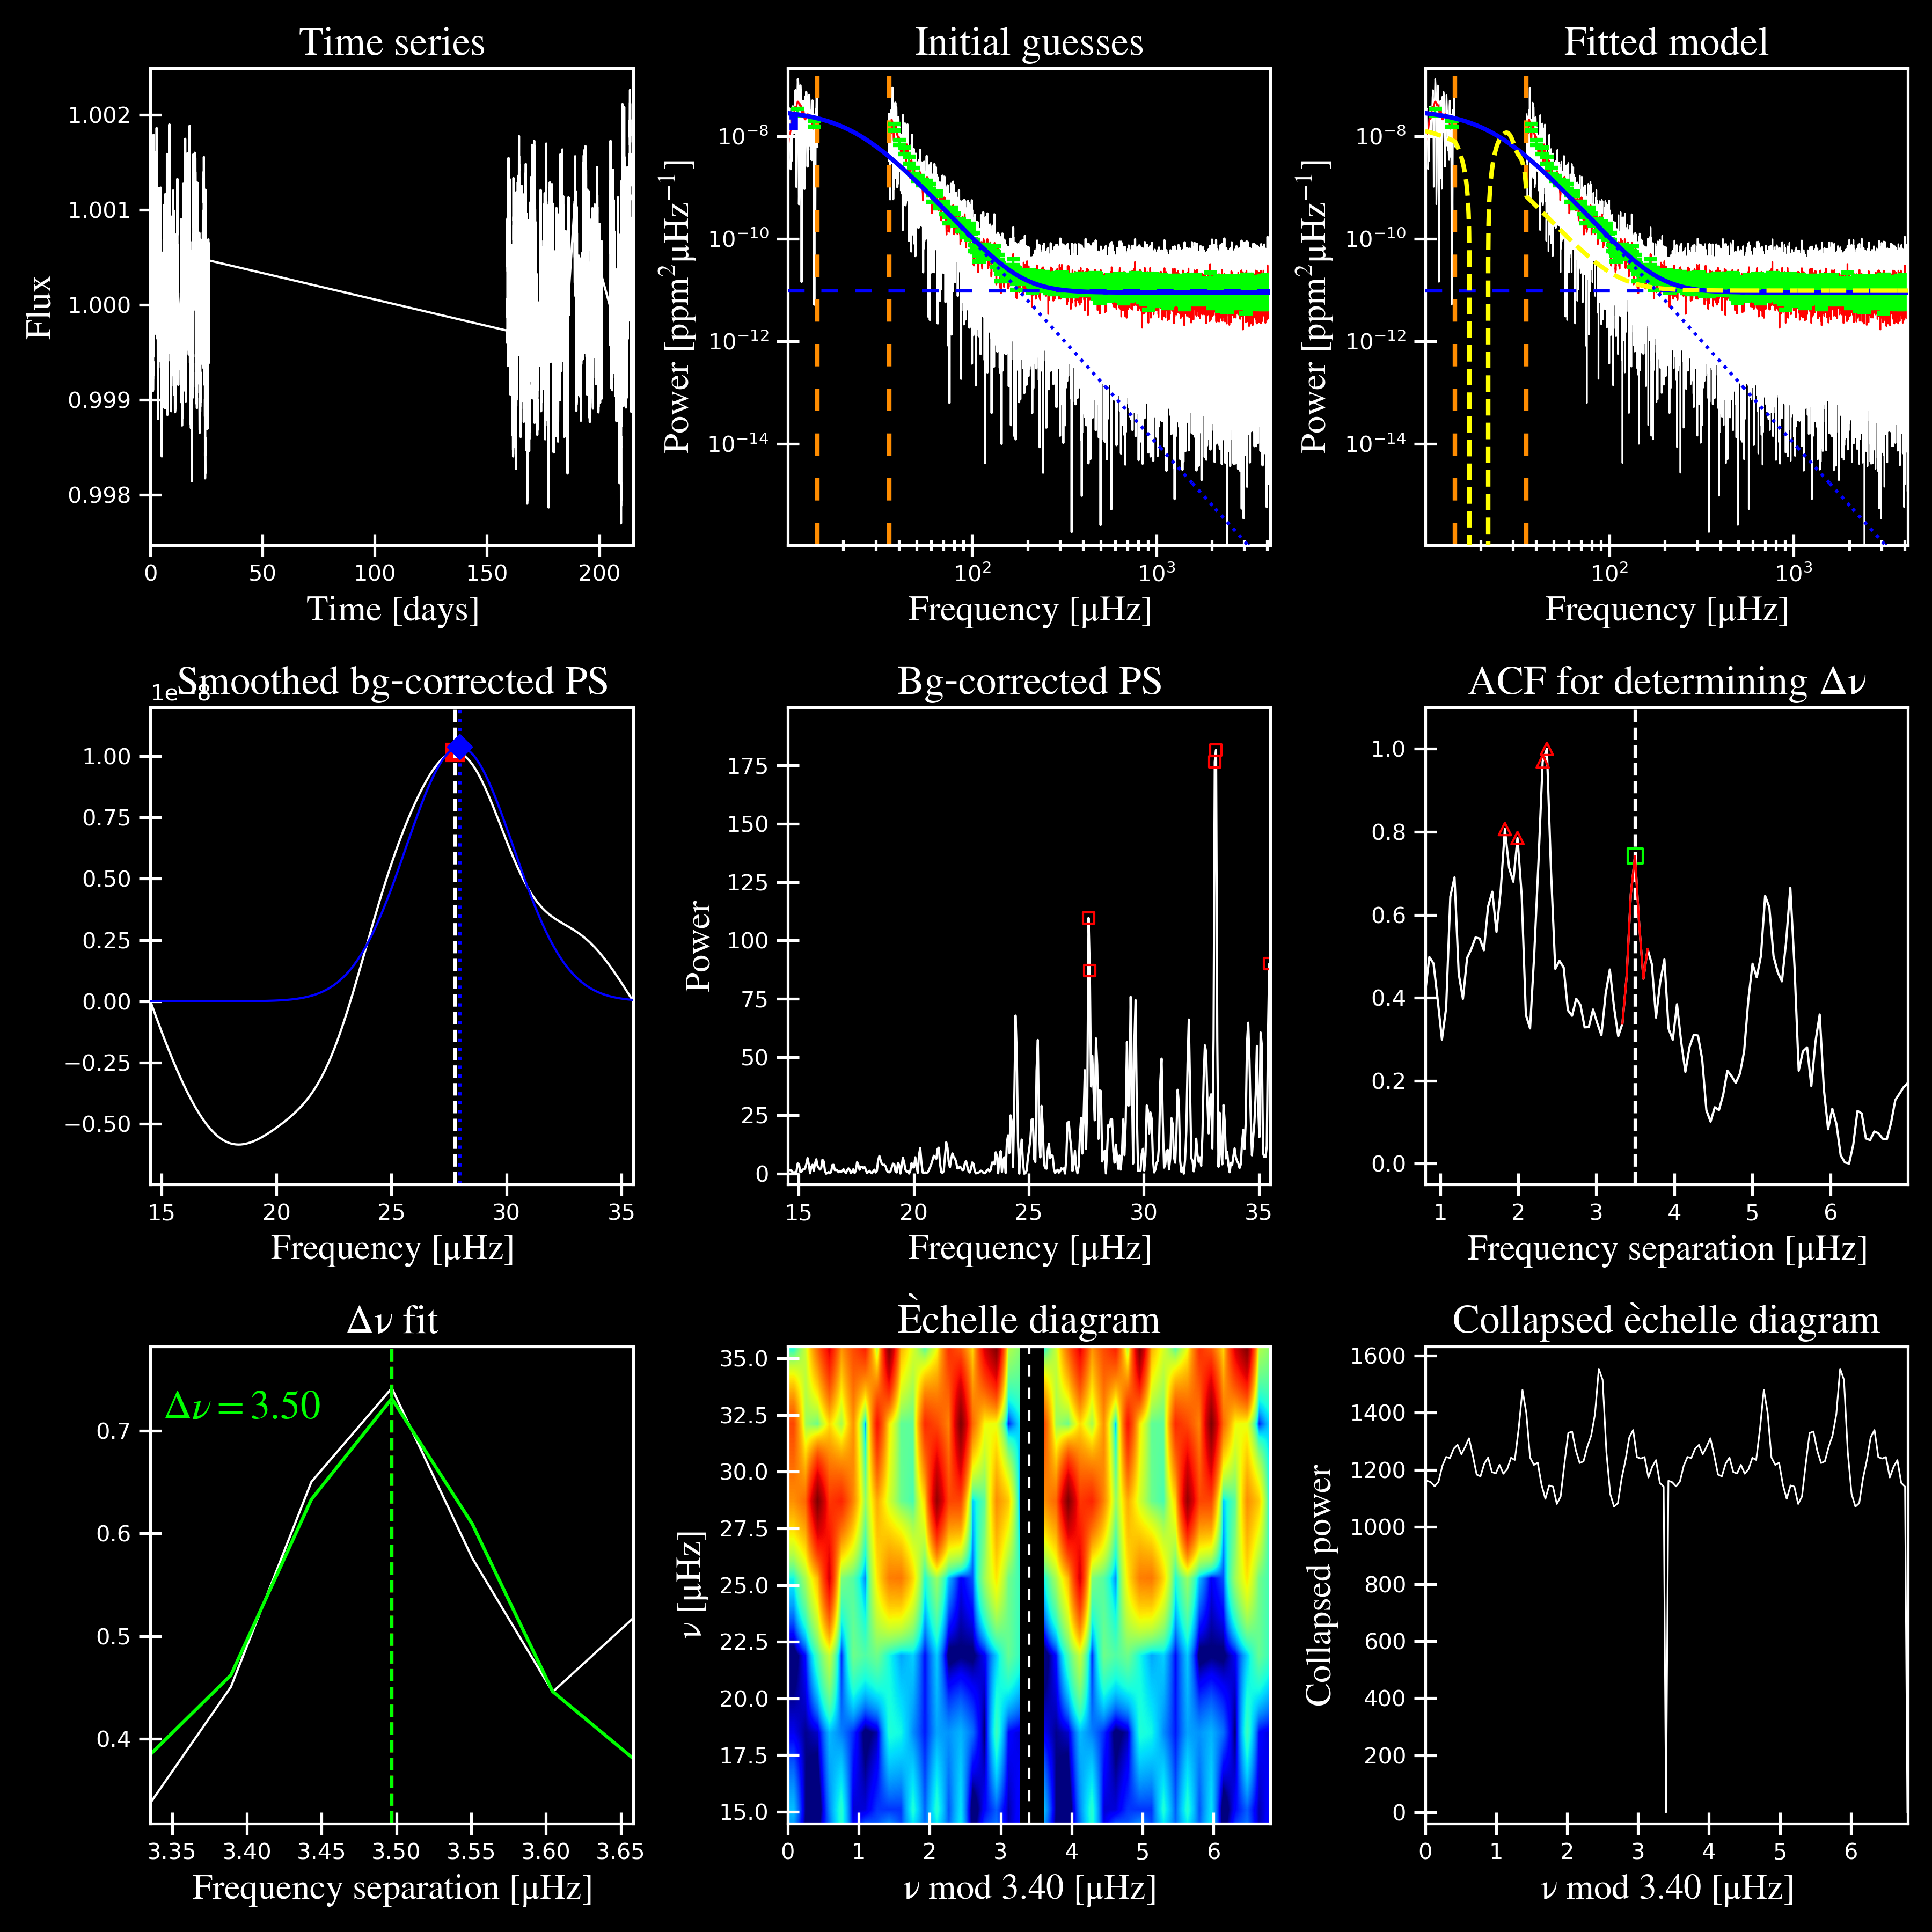 Time series
Flux
1.002
1.001
1.000
0.999
0.998
0 50 100 150 200
Time [days]
Initial guesses
Power [ppm²μHz⁻¹]
10⁻⁸
10⁻¹⁰
10⁻¹²
10⁻¹⁴
10² 10³
Frequency [μHz]
Fitted model
Power [ppm²μHz⁻¹]
10⁻⁸
10⁻¹⁰
10⁻¹²
10⁻¹⁴
10² 10³
Frequency [μHz]
Smoothed bg-corrected PS
1.00
0.75
0.50
0.25
0.00
−0.25
−0.50
15 20 25 30 35
Frequency [μHz]
Bg-corrected PS
Power
175
150
125
100
75
50
25
0
15 20 25 30 35
Frequency [μHz]
ACF for determining Δν
1.0
0.8
0.6
0.4
0.2
0.0
1 2 3 4 5 6
Frequency separation [μHz]
Δν fit
Δν = 3.50
0.7
0.6
0.5
0.4
3.35 3.40 3.45 3.50 3.55 3.60 3.65
Frequency separation [μHz]
Èchelle diagram
ν [μHz]
35.0
32.5
30.0
27.5
25.0
22.5
20.0
17.5
15.0
0 1 2 3 4 5 6
ν mod 3.40 [μHz]
Collapsed èchelle diagram
Collapsed power
1600
1400
1200
1000
800
600
400
200
0
0 1 2 3 4 5 6
ν mod 3.40 [μHz]